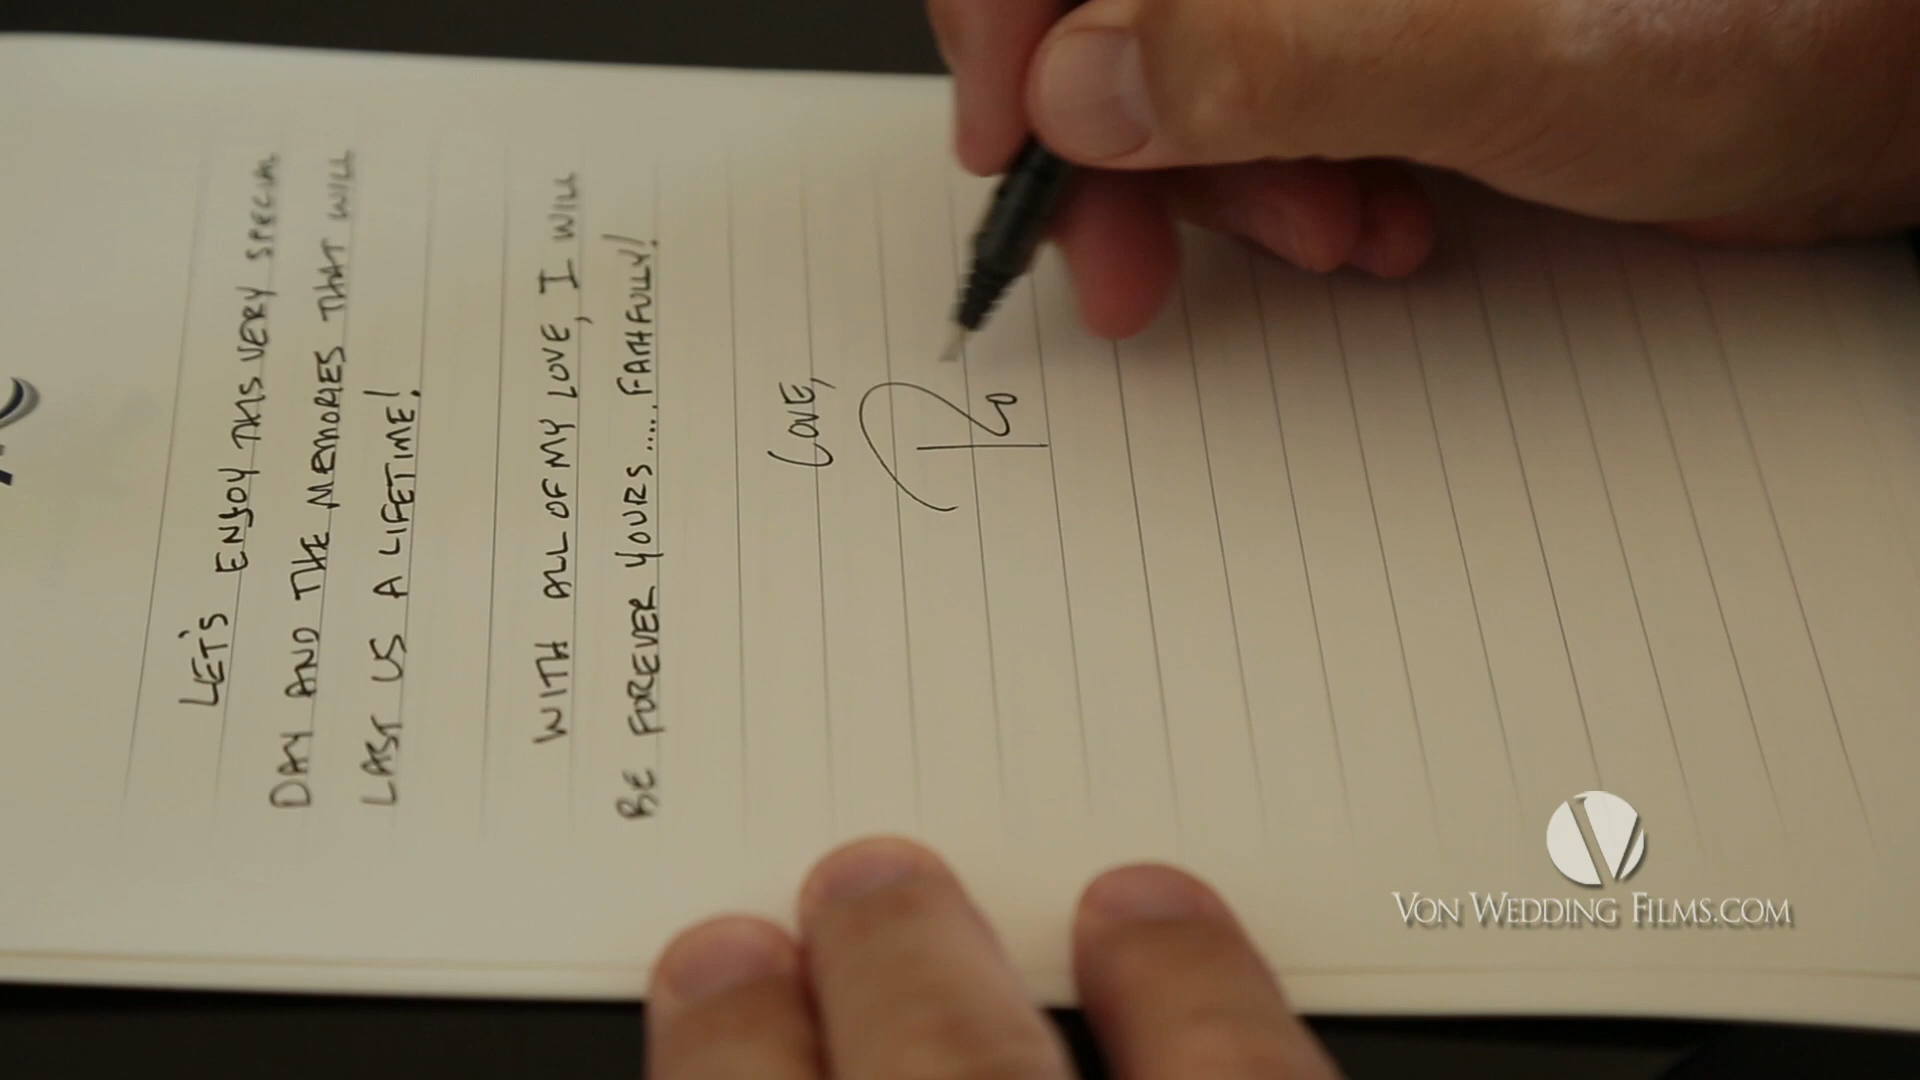 LET'S ENJOY THIS VERY SPECIAL
DAY AND THE MEMORIES THAT WILL
LAST US A LIFETIME!
WITH ALL OF MY LOVE, I WILL
BE FOREVER YOURS.....FAITHFULLY!
LOVE,
VON WEDDING FILMS.COM